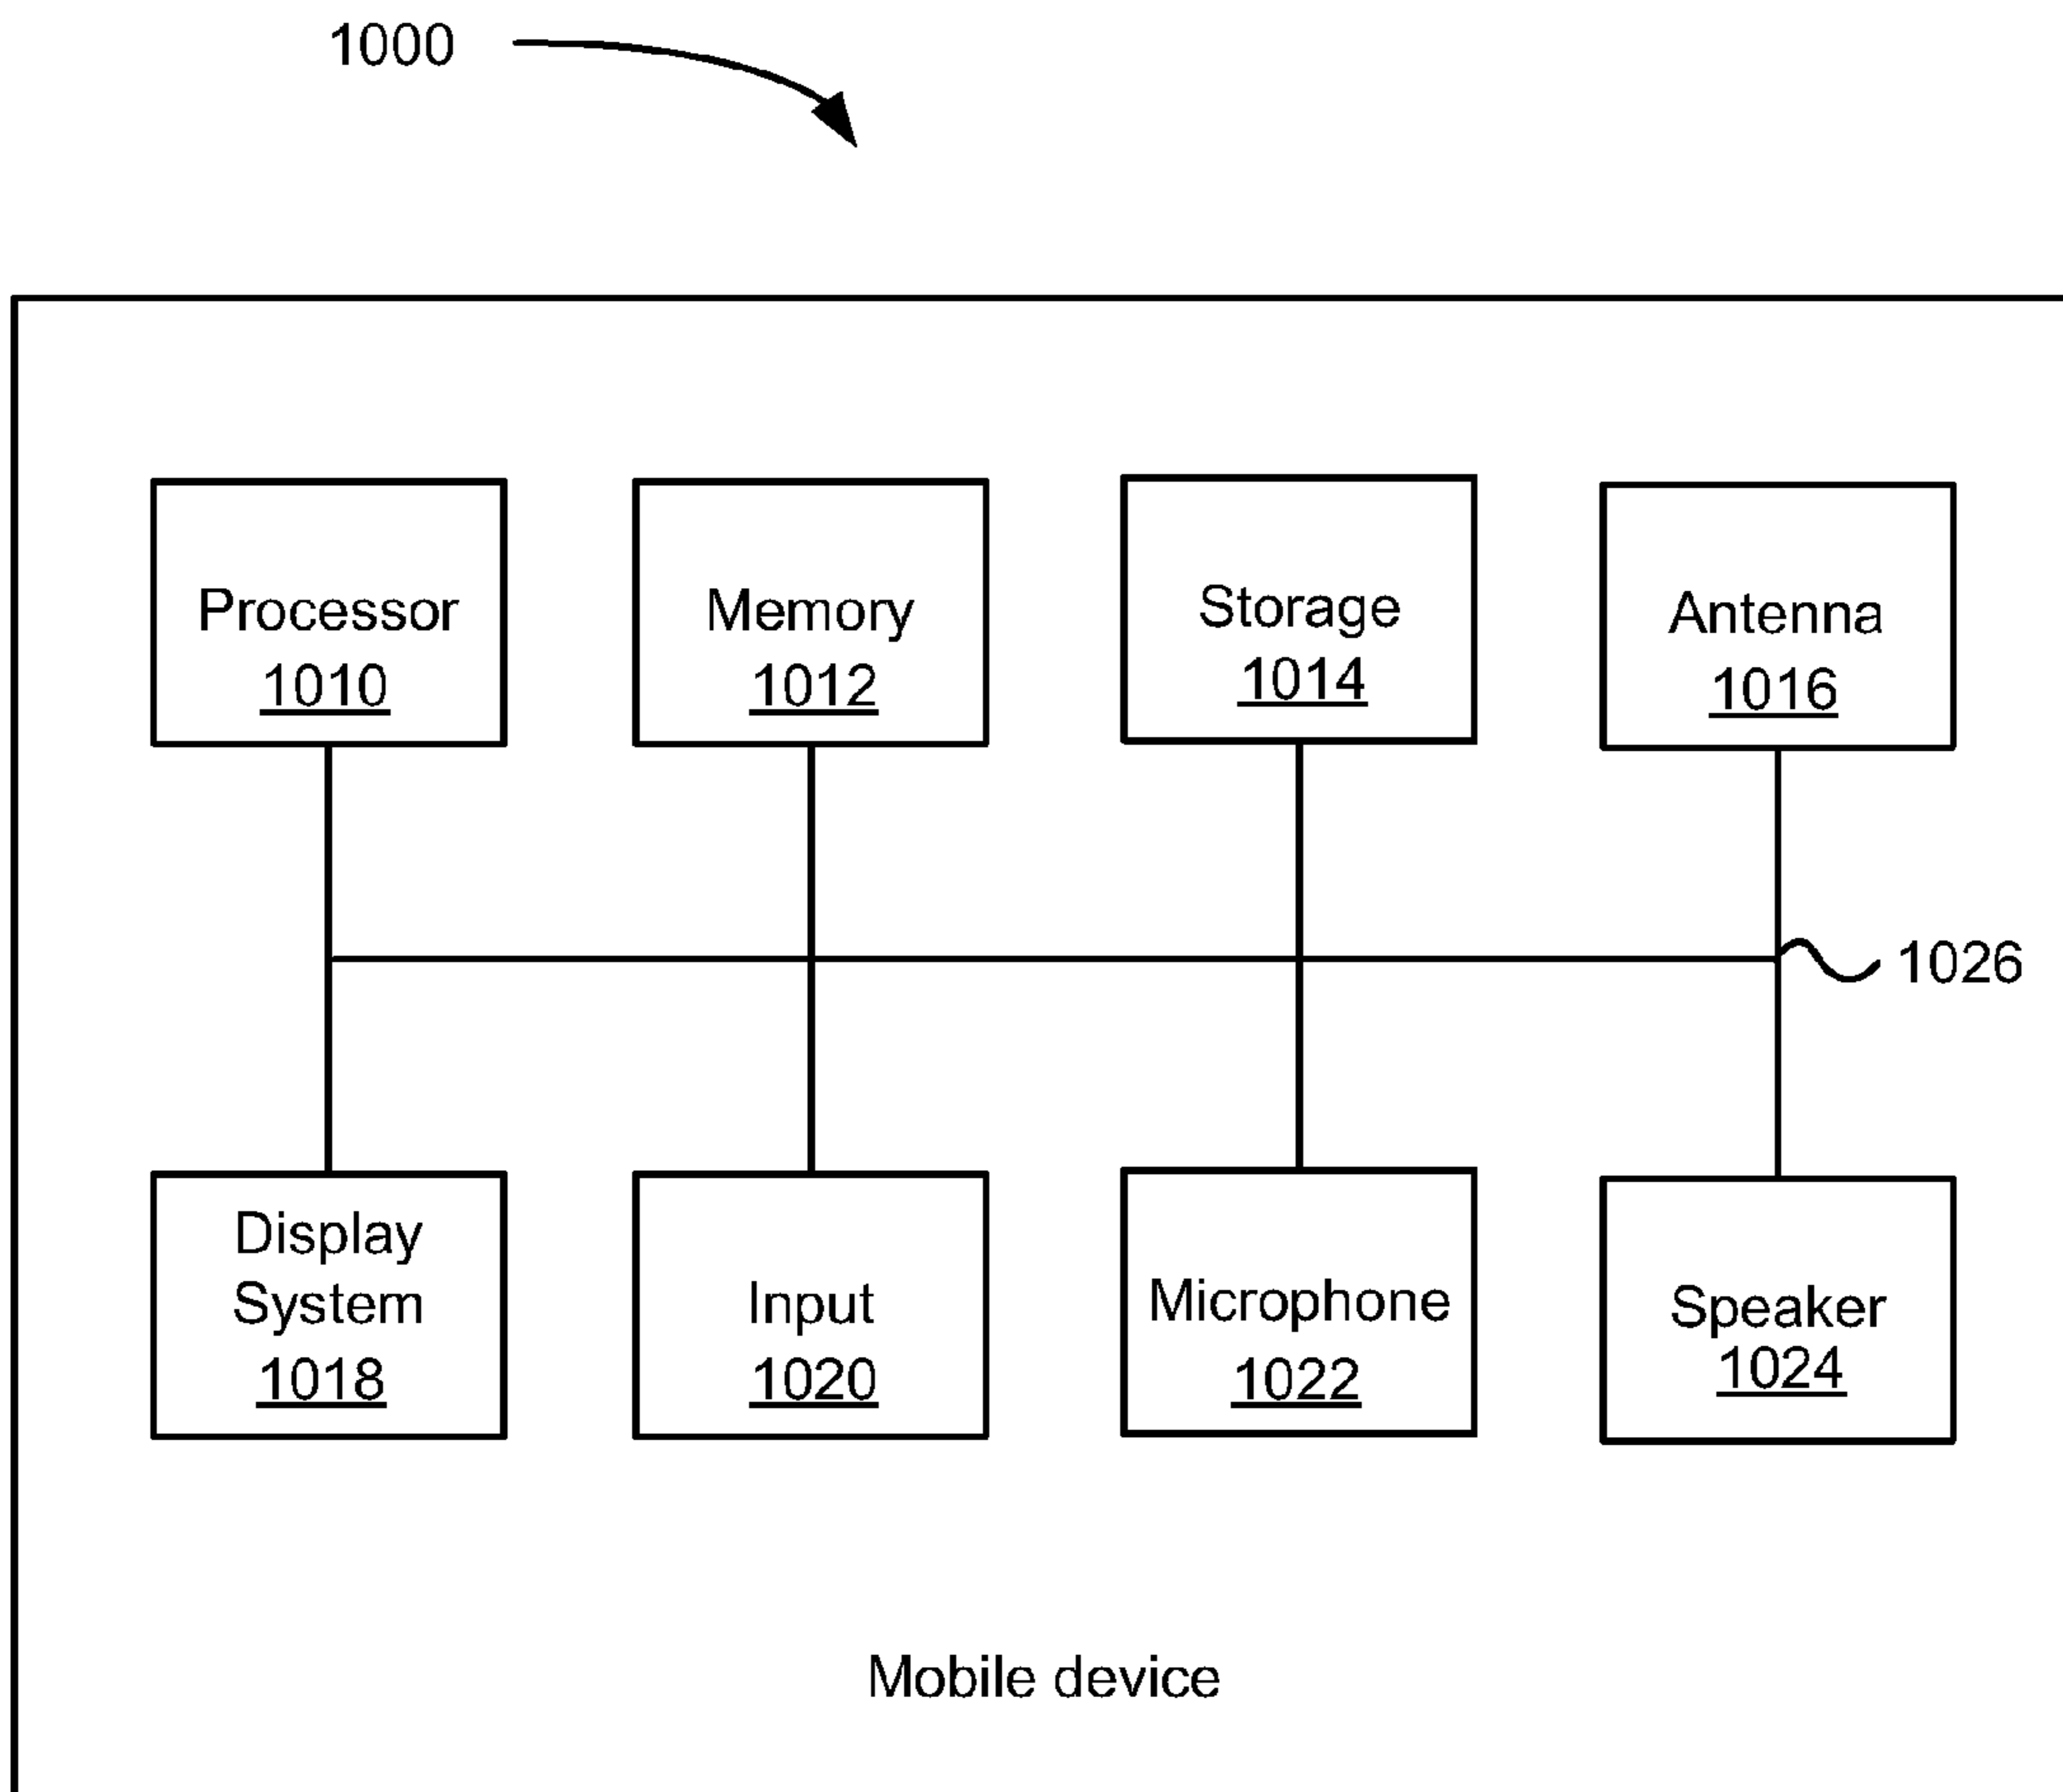 1000
Processor
1010
Memory
1012
Storage
1014
Antenna
1016
1026
Display
System
1018
Input
1020
Microphone
1022
Speaker
1024
Mobile device